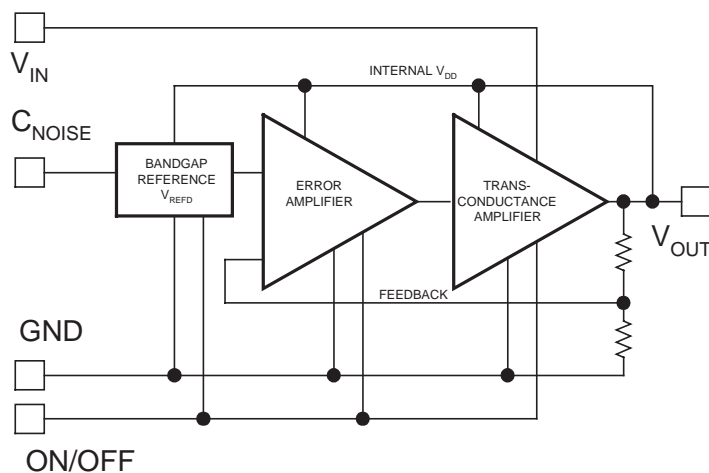 V_IN
INTERNAL V_DD
C_NOISE
BANDGAP
REFERENCE
V_REFD
ERROR
AMPLIFIER
TRANS-
CONDUCTANCE
AMPLIFIER
V_OUT
FEEDBACK
GND
ON/OFF